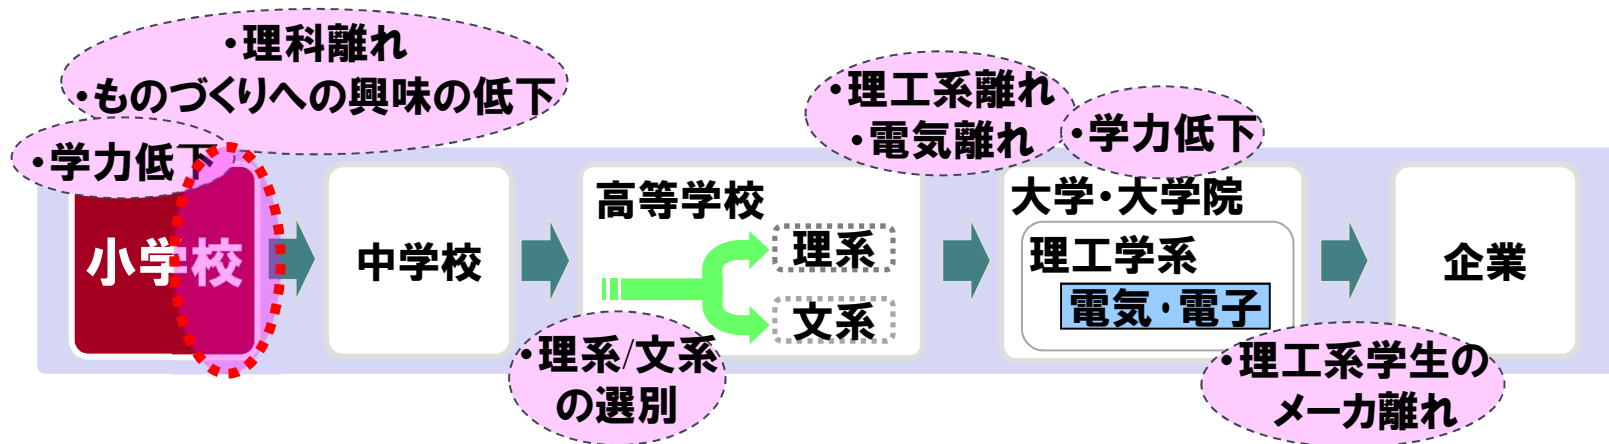 ・理科離れ
・ものづくりへの興味の低下
・学力低下
小学校
中学校
高等学校
理系
文系
・理系/文系
の選別
・理工系離れ
・電気離れ
・学力低下
大学・大学院
理工学系
電気・電子
企業
・理工系学生の
メーカ離れ